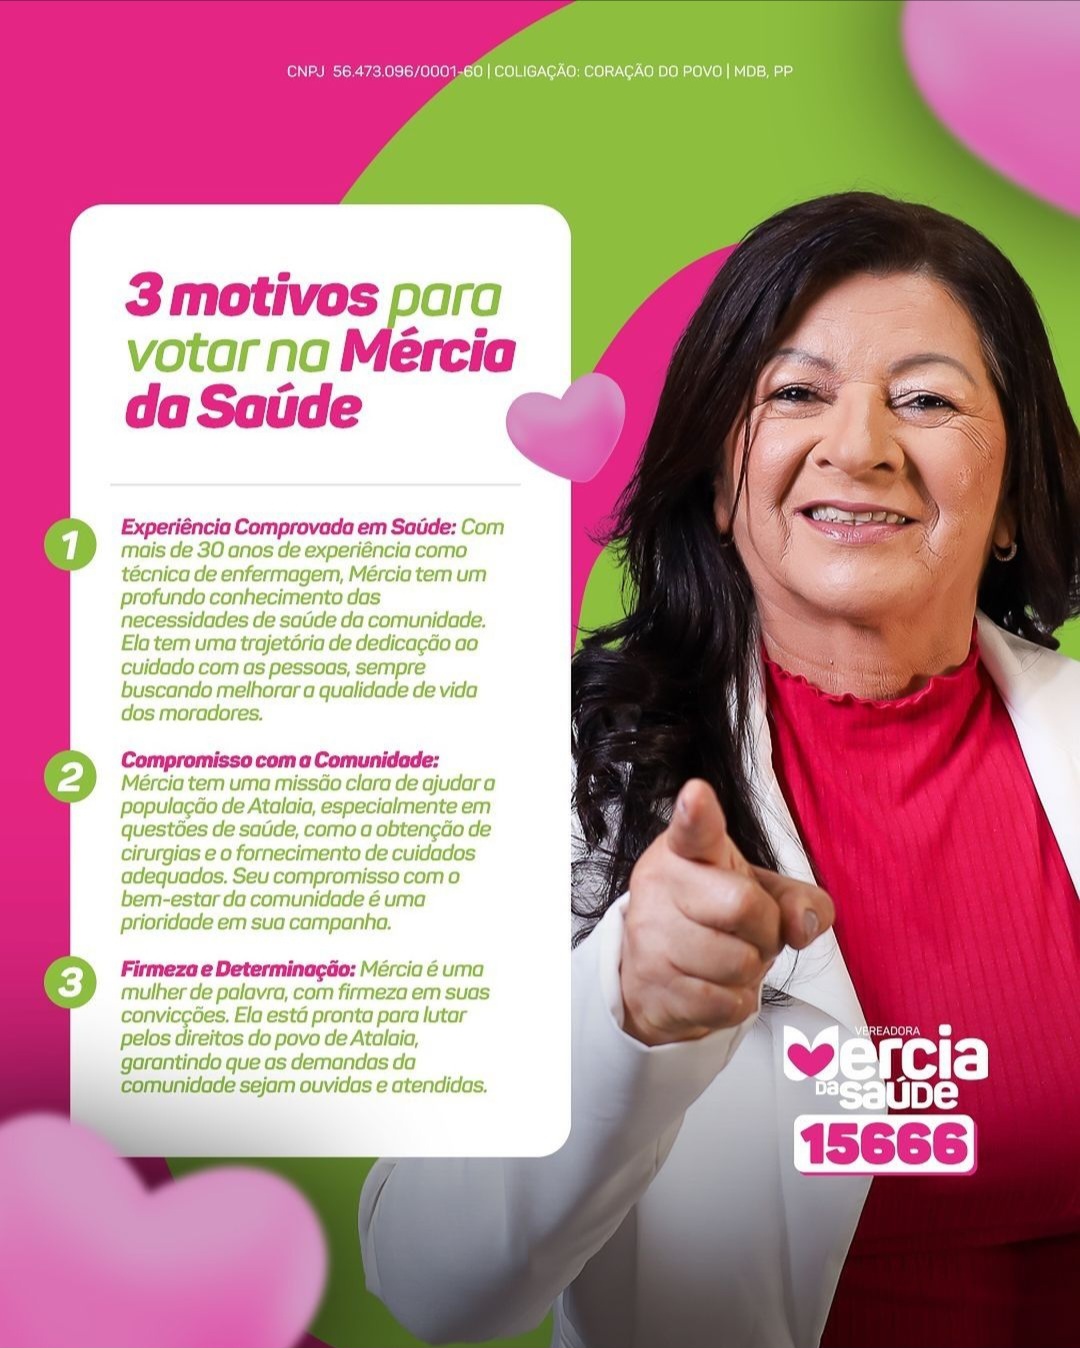 CNPJ 56.473.096/0001-60 | COLIGAÇÃO: CORAÇÃO DO POVO | MDB, PP
3 motivos para
votar na Mércia
da Saúde
1
Experiência Comprovada em Saúde: Com
mais de 30 anos de experiência como
técnica de enfermagem, Mércia tem um
profundo conhecimento das
necessidades de saúde da comunidade.
Ela tem uma trajetória de dedicação ao
cuidado com as pessoas, sempre
buscando melhorar a qualidade de vida
dos moradores.
2
Compromisso com a Comunidade:
Mércia tem uma missão clara de ajudar a
população de Atalaia, especialmente em
questões de saúde, como a obtenção de
cirurgias e o fornecimento de cuidados
adequados. Seu compromisso com o
bem-estar da comunidade é uma
prioridade em sua campanha.
3
Firmeza e Determinação: Mércia é uma
mulher de palavra, com firmeza em suas
convicções. Ela está pronta para lutar
pelos direitos do povo de Atalaia,
garantindo que as demandas da
comunidade sejam ouvidas e atendidas.
VEREADORA
Mercia
DA SAÚDE
15666